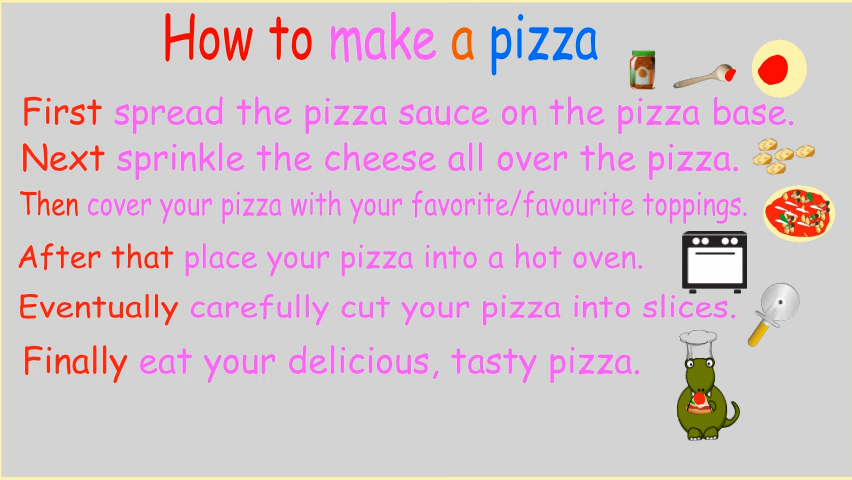 How to make a pizza
First spread the pizza sauce on the pizza base.
Next sprinkle the cheese all over the pizza.
Then cover your pizza with your favorite/favourite toppings.
After that place your pizza into a hot oven.
Eventually carefully cut your pizza into slices.
Finally eat your delicious, tasty pizza.